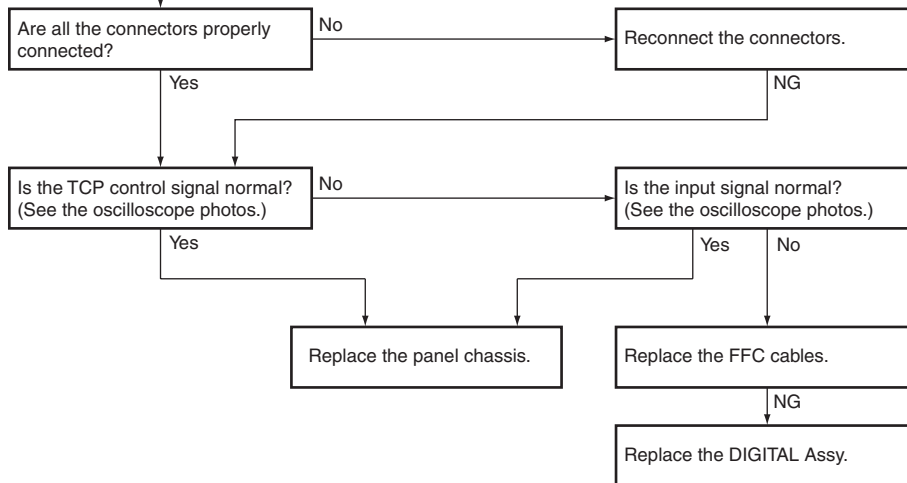 Are all the connectors properly
connected?
No
Reconnect the connectors.
Yes
NG
Is the TCP control signal normal?
(See the oscilloscope photos.)
No
Is the input signal normal?
(See the oscilloscope photos.)
Yes
Yes
No
Replace the panel chassis.
Replace the FFC cables.
NG
Replace the DIGITAL Assy.